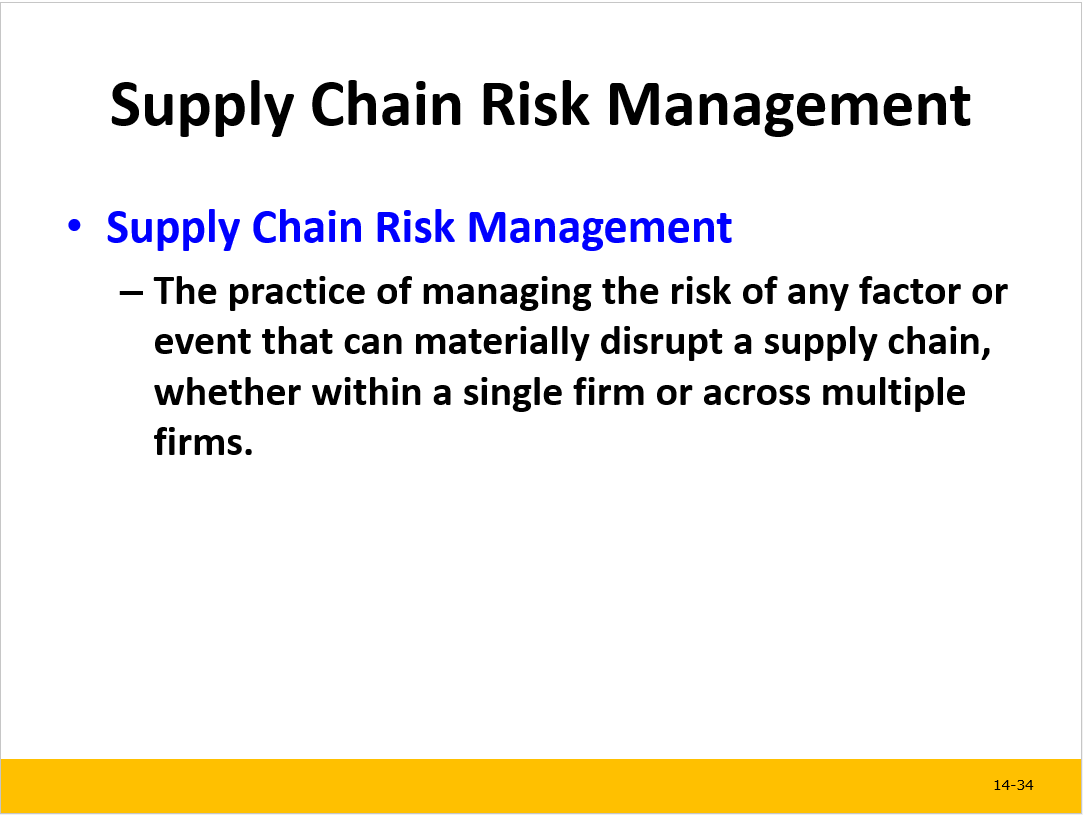 Supply Chain Risk Management
• Supply Chain Risk Management
– The practice of managing the risk of any factor or
event that can materially disrupt a supply chain,
whether within a single firm or across multiple
firms.
14-34